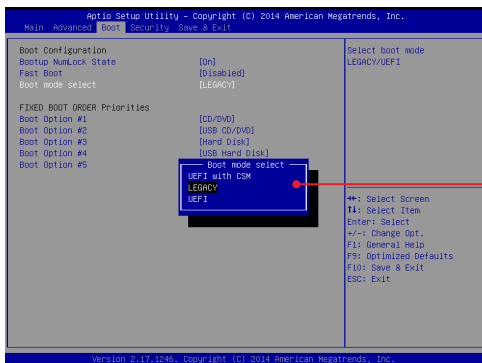 Aptio Setup Utility – Copyright (C) 2014 American Megatrends, Inc.
Main Advanced Boot Security Save & Exit
Boot Configuration
Bootup NumLock State [On]
Fast Boot [Disabled]
Boot mode select [LEGACY]
FIXED BOOT ORDER Priorities
Boot Option #1 [CD/DVD]
Boot Option #2 [USB CD/DVD]
Boot Option #3 [Hard Disk]
Boot Option #4 [USB Hard Disk]
Boot Option #5
Boot mode select
UEFI with CSM
LEGACY
UEFI
Select boot mode
LEGACY/UEFI
→←: Select Screen
↑↓: Select Item
Enter: Select
+/-: Change Opt.
F1: General Help
F9: Optimized Defaults
F10: Save & Exit
ESC: Exit
Version 2.17.1246. Copyright (C) 2014 American Megatrends, Inc.